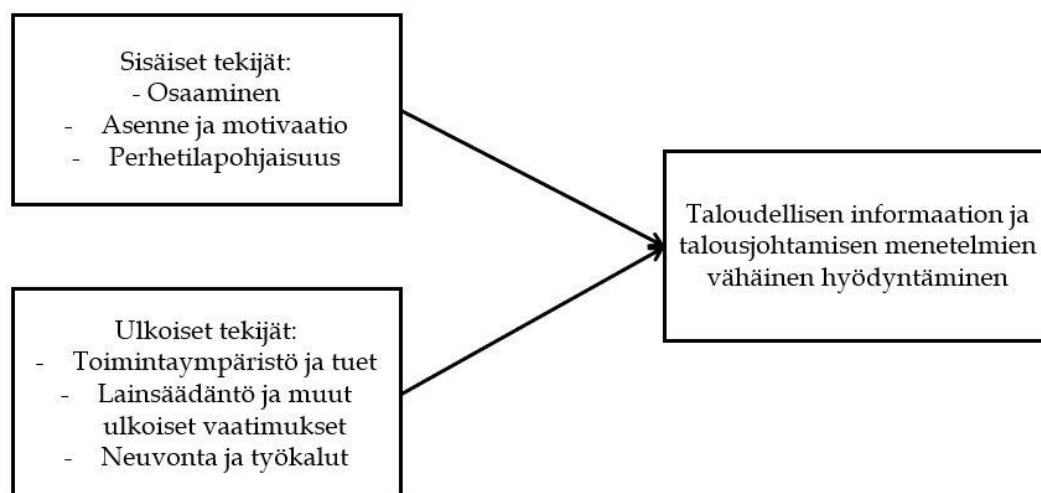 Sisäiset tekijät:
- Osaaminen
- Asenne ja motivaatio
- Perhetilapohjaisuus
Taloudellisen informaation ja
talousjohtamisen menetelmien
vähäinen hyödyntäminen
Ulkoiset tekijät:
- Toimintaympäristö ja tuet
- Lainsäädäntö ja muut
ulkoiset vaatimukset
- Neuvonta ja työkalut